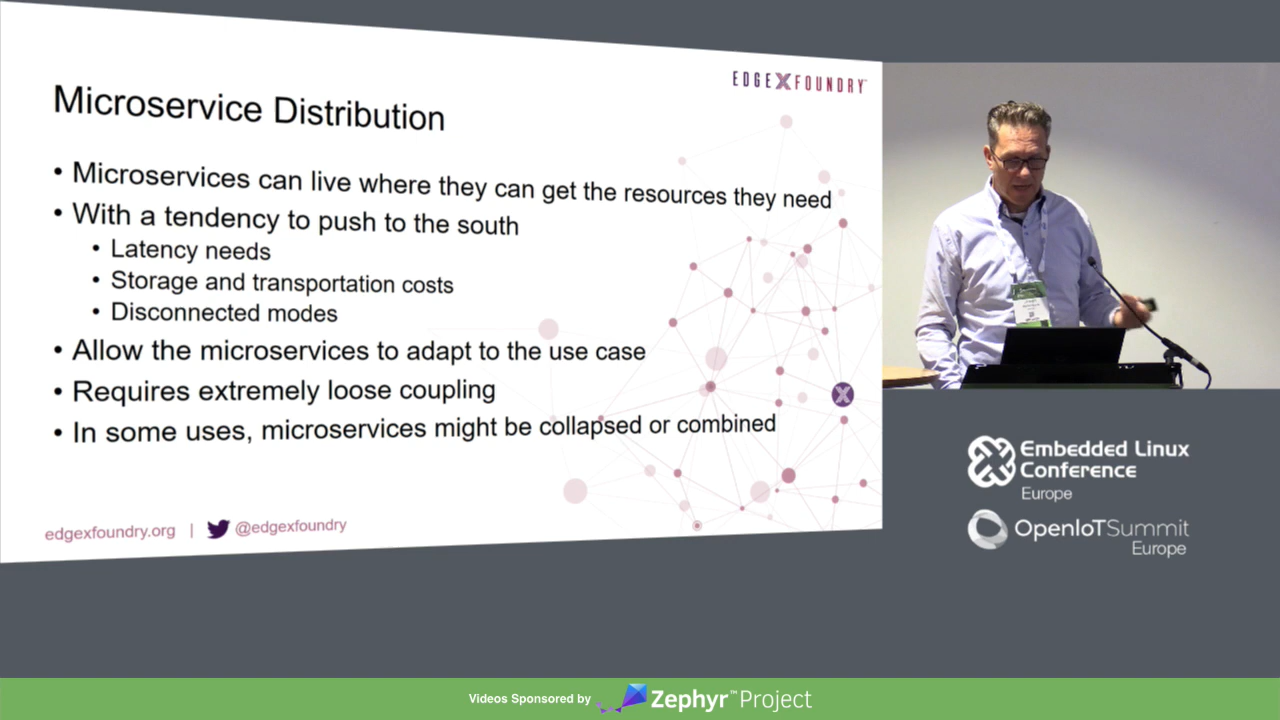 EDGE X FOUNDRY™
Microservice Distribution
• Microservices can live where they can get the resources they need
• With a tendency to push to the south
• Latency needs
• Storage and transportation costs
• Disconnected modes
• Allow the microservices to adapt to the use case
• Requires extremely loose coupling
• In some uses, microservices might be collapsed or combined
edgexfoundry.org | @edgexfoundry
X
Embedded Linux
Conference
Europe
OpenIoTSummit
Europe
Videos Sponsored by Zephyr™Project